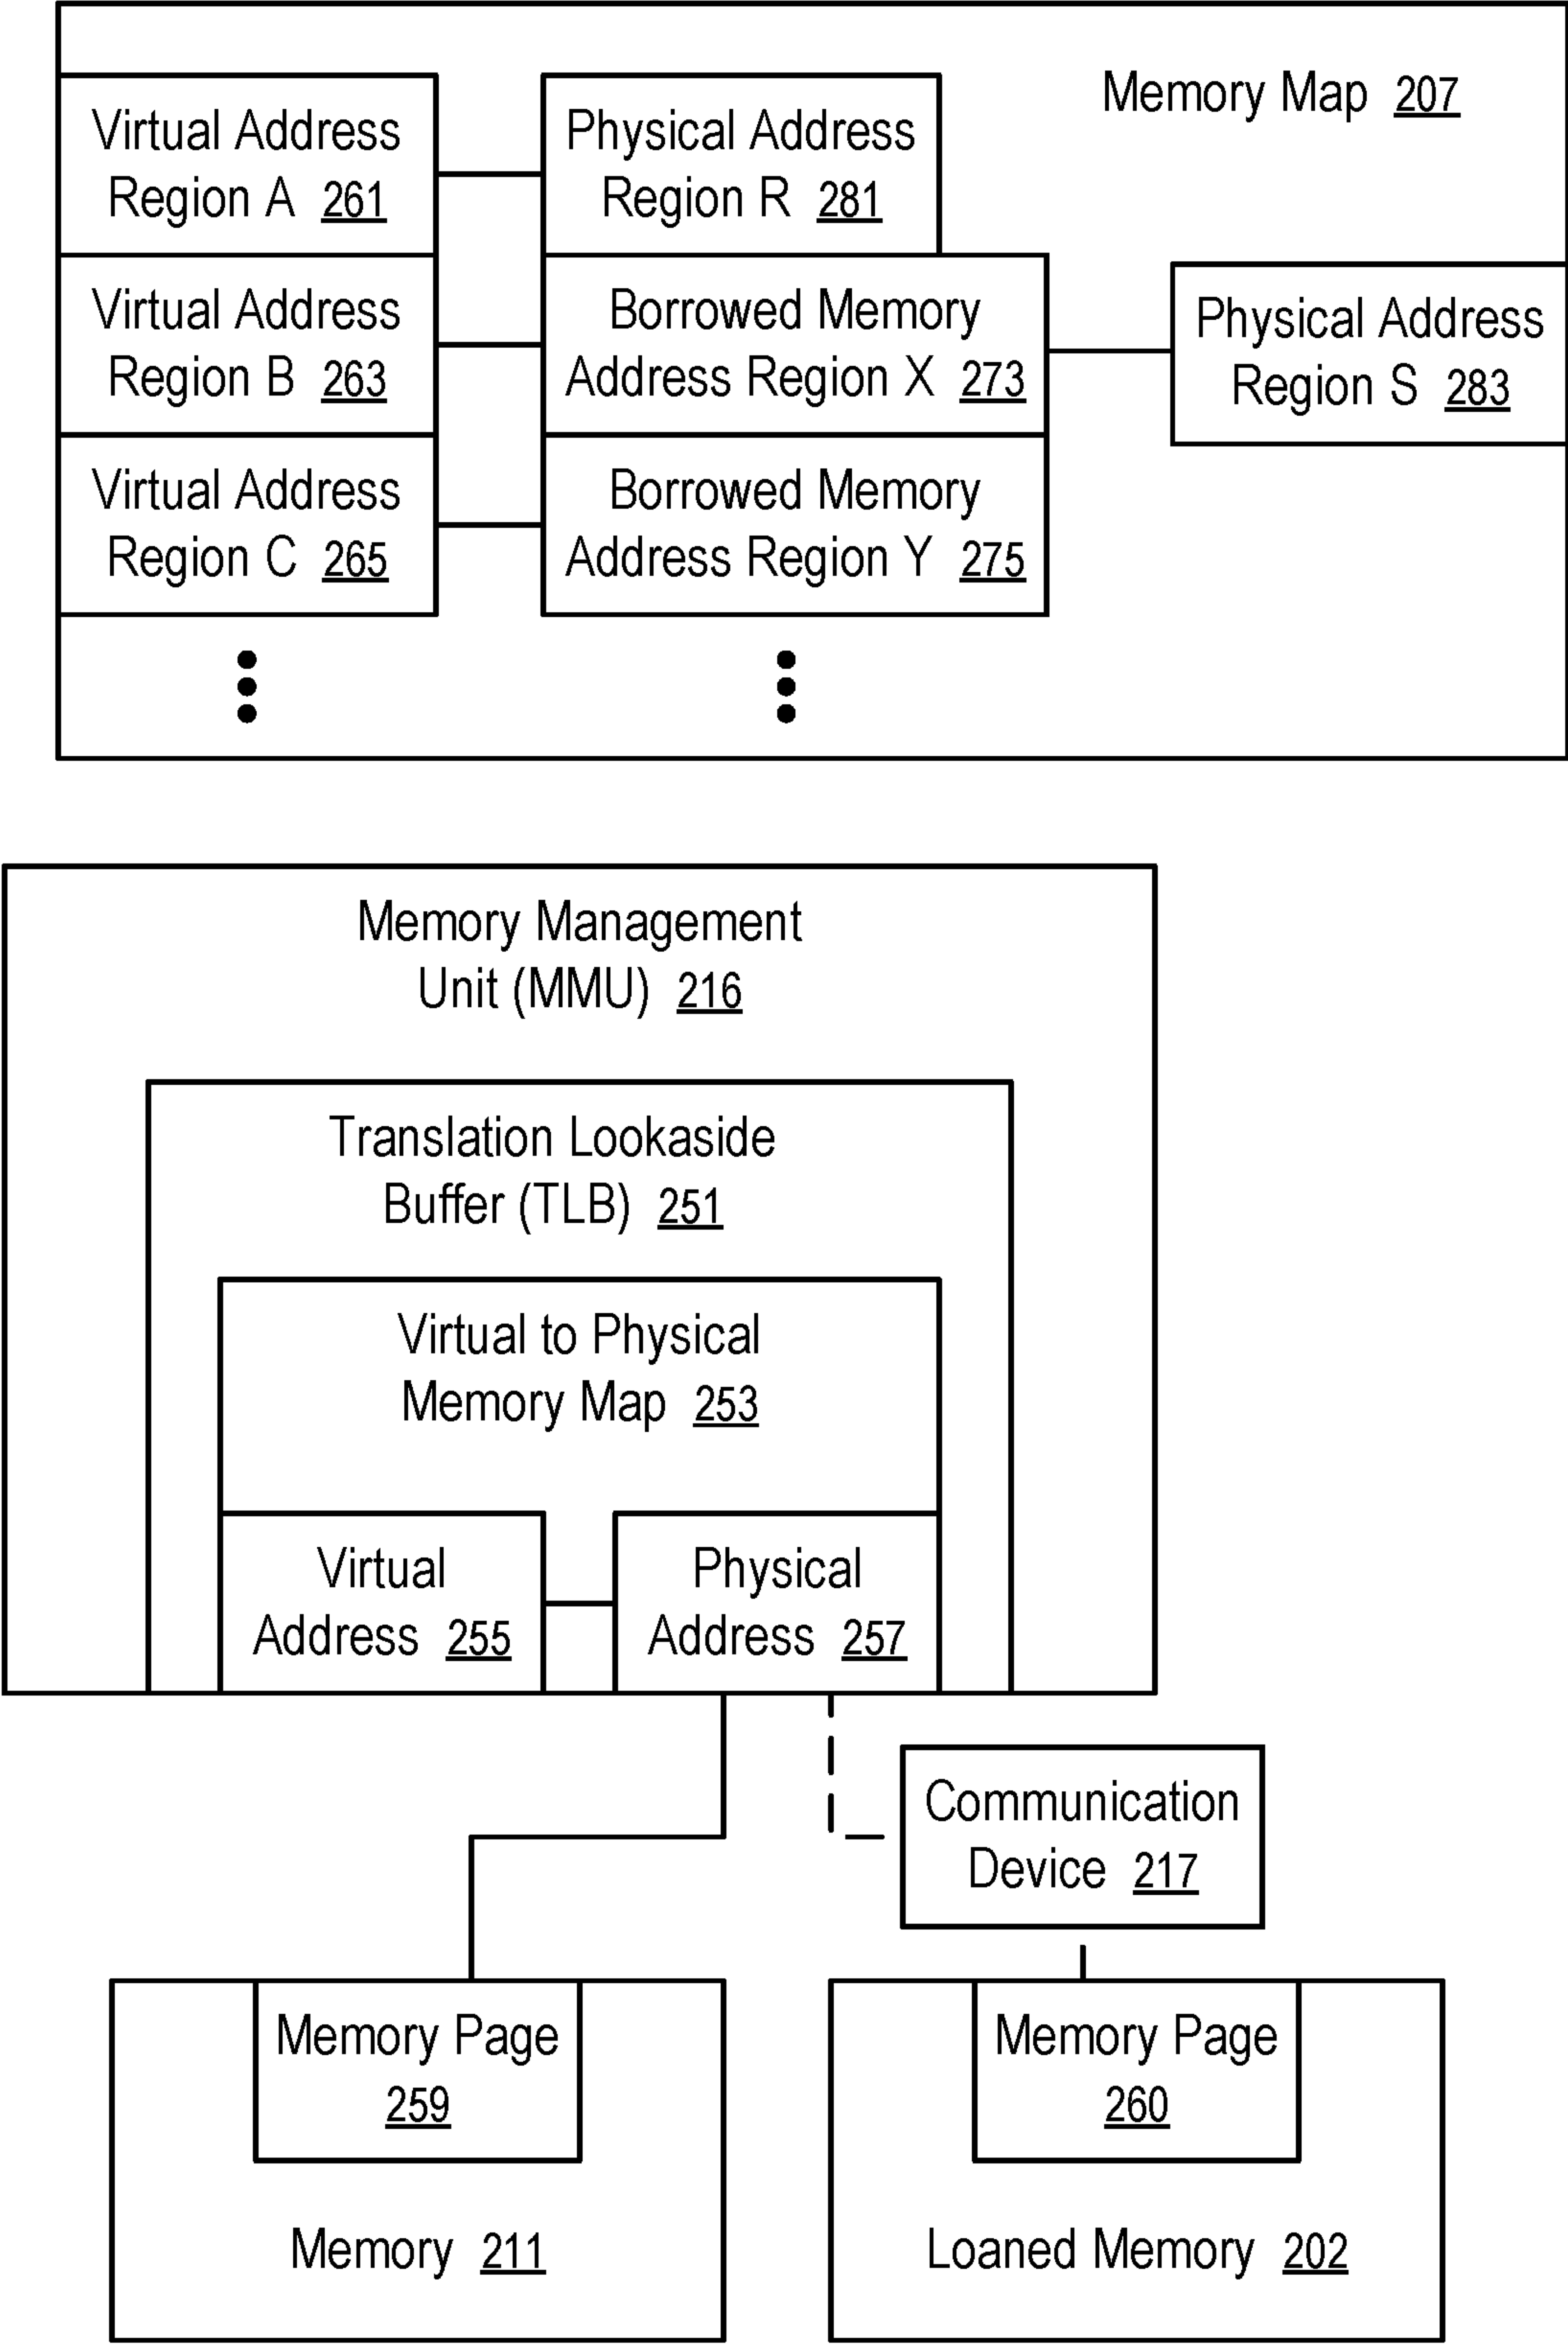 Memory Map 207
Virtual Address
Region A 261
Physical Address
Region R 281
Virtual Address
Region B 263
Borrowed Memory
Address Region X 273
Physical Address
Region S 283
Virtual Address
Region C 265
Borrowed Memory
Address Region Y 275
Memory Management
Unit (MMU) 216
Translation Lookaside
Buffer (TLB) 251
Virtual to Physical
Memory Map 253
Virtual
Address 255
Physical
Address 257
Communication
Device 217
Memory Page
259
Memory 211
Memory Page
260
Loaned Memory 202